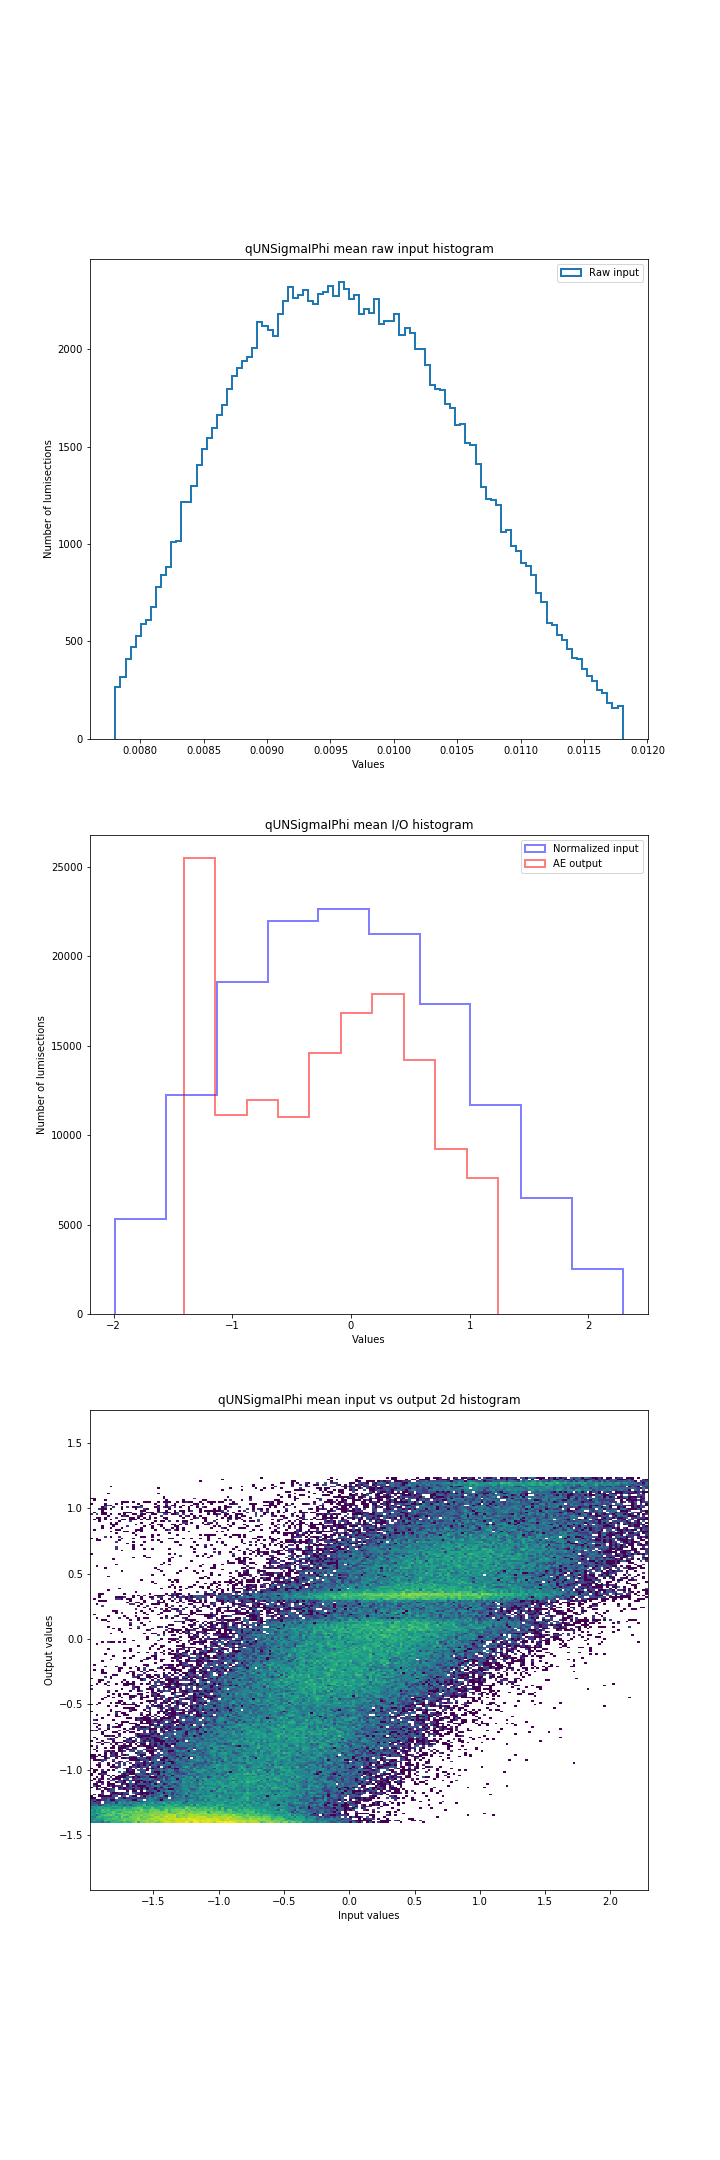 qUNSigmaIPhi mean raw input histogram
Raw input
2000
1500
1000
500
0
Number of lumisections
0.0080 0.0085 0.0090 0.0095 0.0100 0.0105 0.0110 0.0115 0.0120
Values
qUNSigmaIPhi mean I/O histogram
Normalized input
AE output
25000
20000
15000
10000
5000
0
Number of lumisections
−2 −1 0 1 2
Values
qUNSigmaIPhi mean input vs output 2d histogram
1.5
1.0
0.5
0.0
−0.5
−1.0
−1.5
Output values
−1.5 −1.0 −0.5 0.0 0.5 1.0 1.5 2.0
Input values